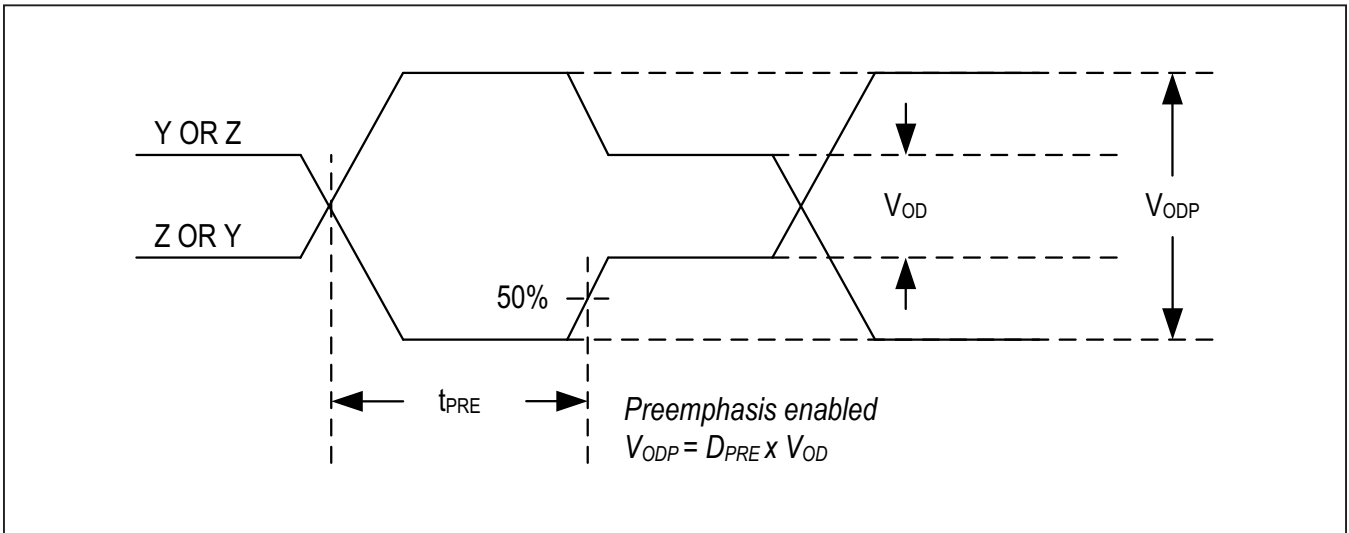 Y OR Z
Z OR Y
VOD
VODP
50%
tPRE
Preemphasis enabled
VODP = DPRE x VOD